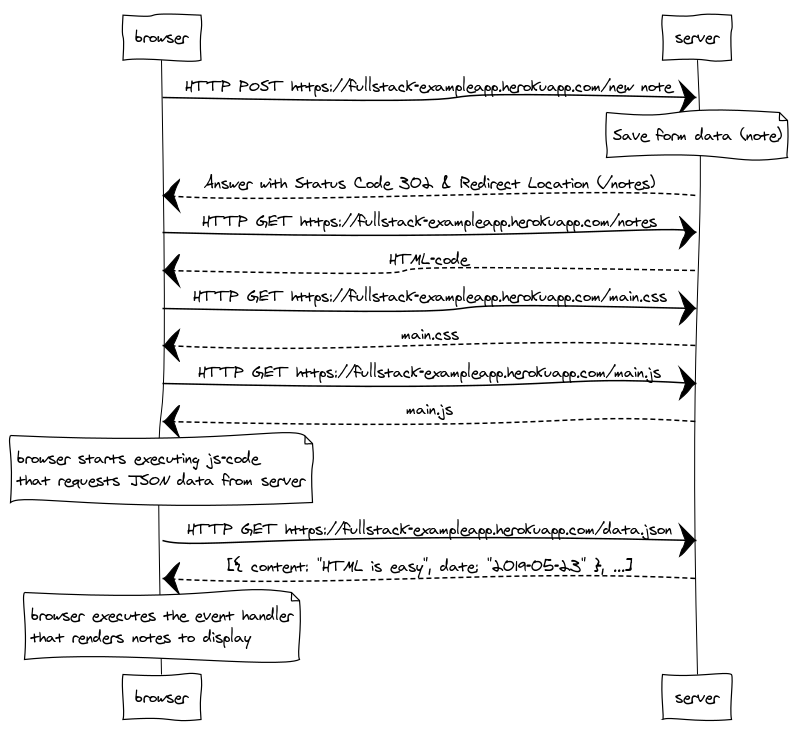 browser
server
HTTP POST https://fullstack-exampleapp.herokuapp.com/new note
Save form data (note)
Answer with Status Code 302 & Redirect Location (/notes)
HTTP GET https://fullstack-exampleapp.herokuapp.com/notes
HTML-code
HTTP GET https://fullstack-exampleapp.herokuapp.com/main.css
main.css
HTTP GET https://fullstack-exampleapp.herokuapp.com/main.js
main.js
browser starts executing js-code
that requests JSON data from server
HTTP GET https://fullstack-exampleapp.herokuapp.com/data.json
[{ content: "HTML is easy", date: "2019-05-23" }, ...]
browser executes the event handler
that renders notes to display
browser
server